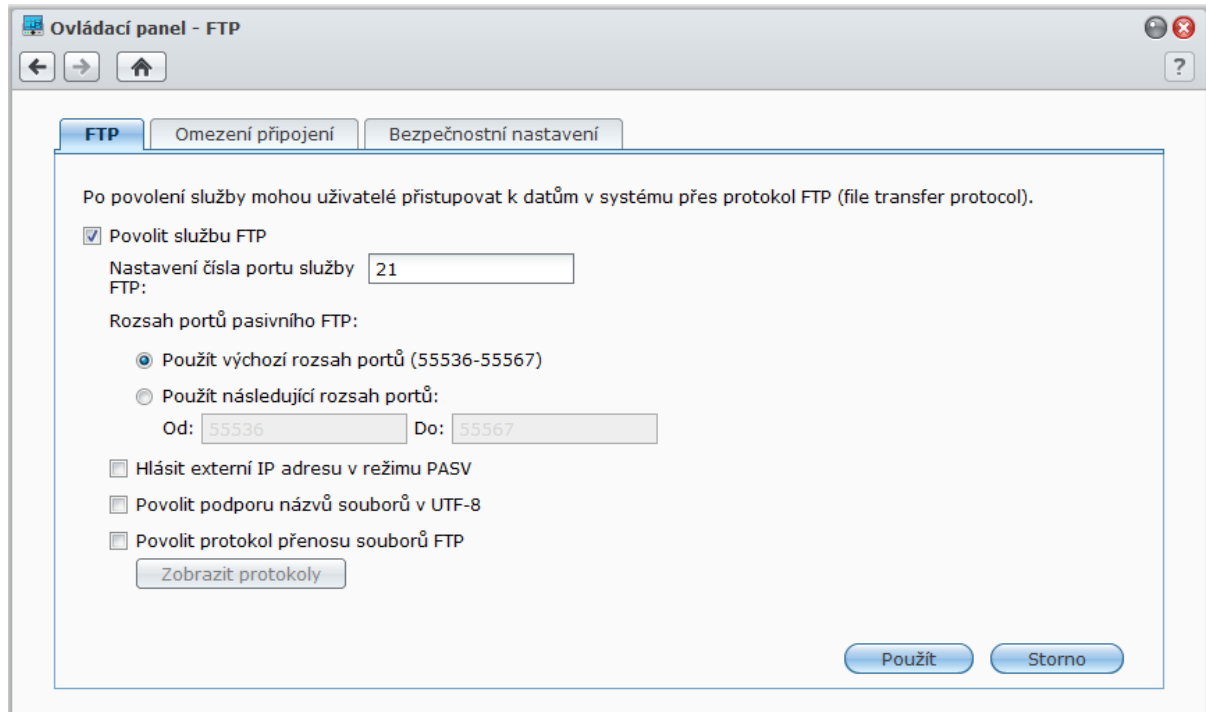 Ovládací panel - FTP
?
FTP
Omezení připojení
Bezpečnostní nastavení
Po povolení služby mohou uživatelé přistupovat k datům v systému přes protokol FTP (file transfer protocol).
Povolit službu FTP
Nastavení čísla portu služby
FTP:
21
Rozsah portů pasivního FTP:
Použít výchozí rozsah portů (55536-55567)
Použít následující rozsah portů:
Od: 55536 Do: 55567
Hlásit externí IP adresu v režimu PASV
Povolit podporu názvů souborů v UTF-8
Povolit protokol přenosu souborů FTP
Zobrazit protokoly
Použít
Storno